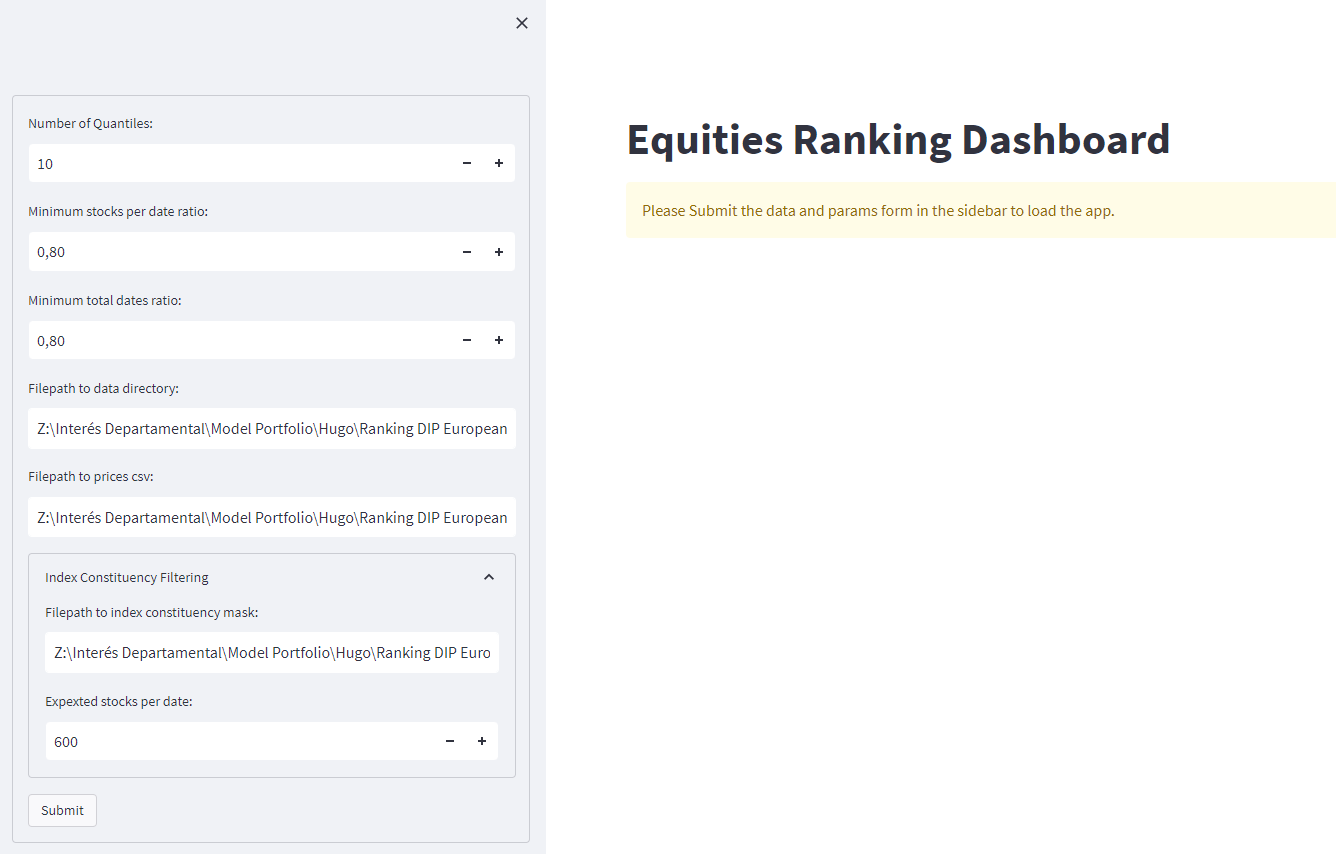 Number of Quantiles:
10
Minimum stocks per date ratio:
0,80
Minimum total dates ratio:
0,80
Filepath to data directory:
Z:\Interés Departamental\Model Portfolio\Hugo\Ranking DIP European
Filepath to prices csv:
Z:\Interés Departamental\Model Portfolio\Hugo\Ranking DIP European
Index Constituency Filtering
Filepath to index constituency mask:
Z:\Interés Departamental\Model Portfolio\Hugo\Ranking DIP Euro
Expexted stocks per date:
600
Submit
Equities Ranking Dashboard
Please Submit the data and params form in the sidebar to load the app.